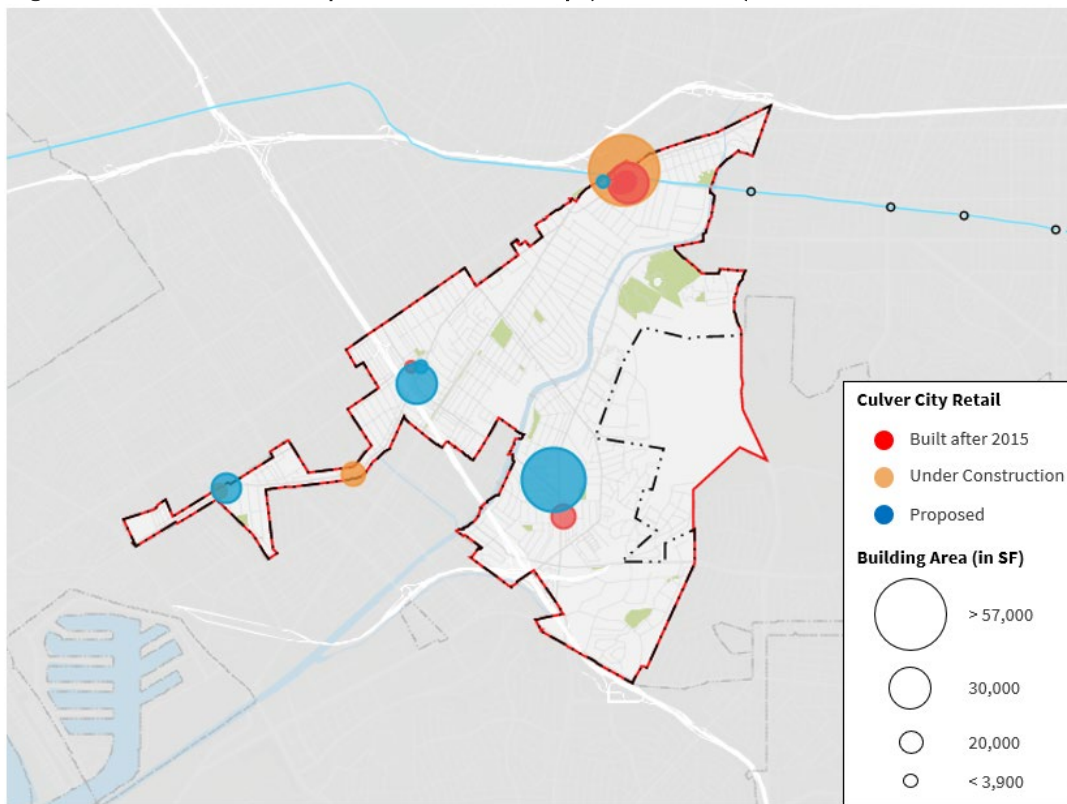 Culver City Retail
Built after 2015
Under Construction
Proposed
Building Area (in SF)
> 57,000
30,000
20,000
< 3,900